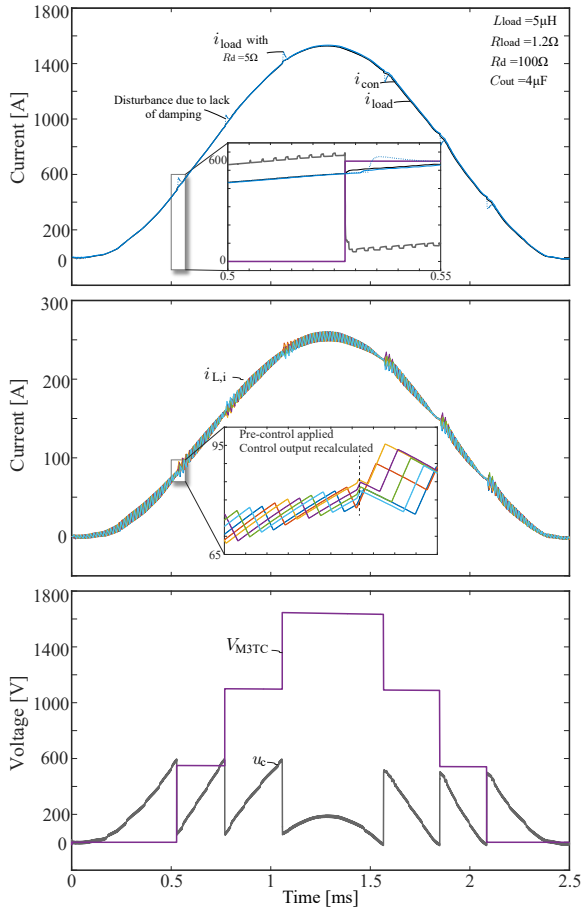 1800
1400
1000
600
400
200
0
Current [A]
i_load with
R_d=5Ω
Disturbance due to lack
of damping
L_load=5μH
R_load=1.2Ω
R_d=100Ω
C_out=4μF
i_con
i_load
600
0
0.5
0.55
300
200
100
0
Current [A]
i_L,i
95
65
Pre-control applied
Control output recalculated
1800
1400
1000
600
400
200
0
Voltage [V]
V_M3TC
u_c
0
0.5
1
1.5
2
2.5
Time [ms]